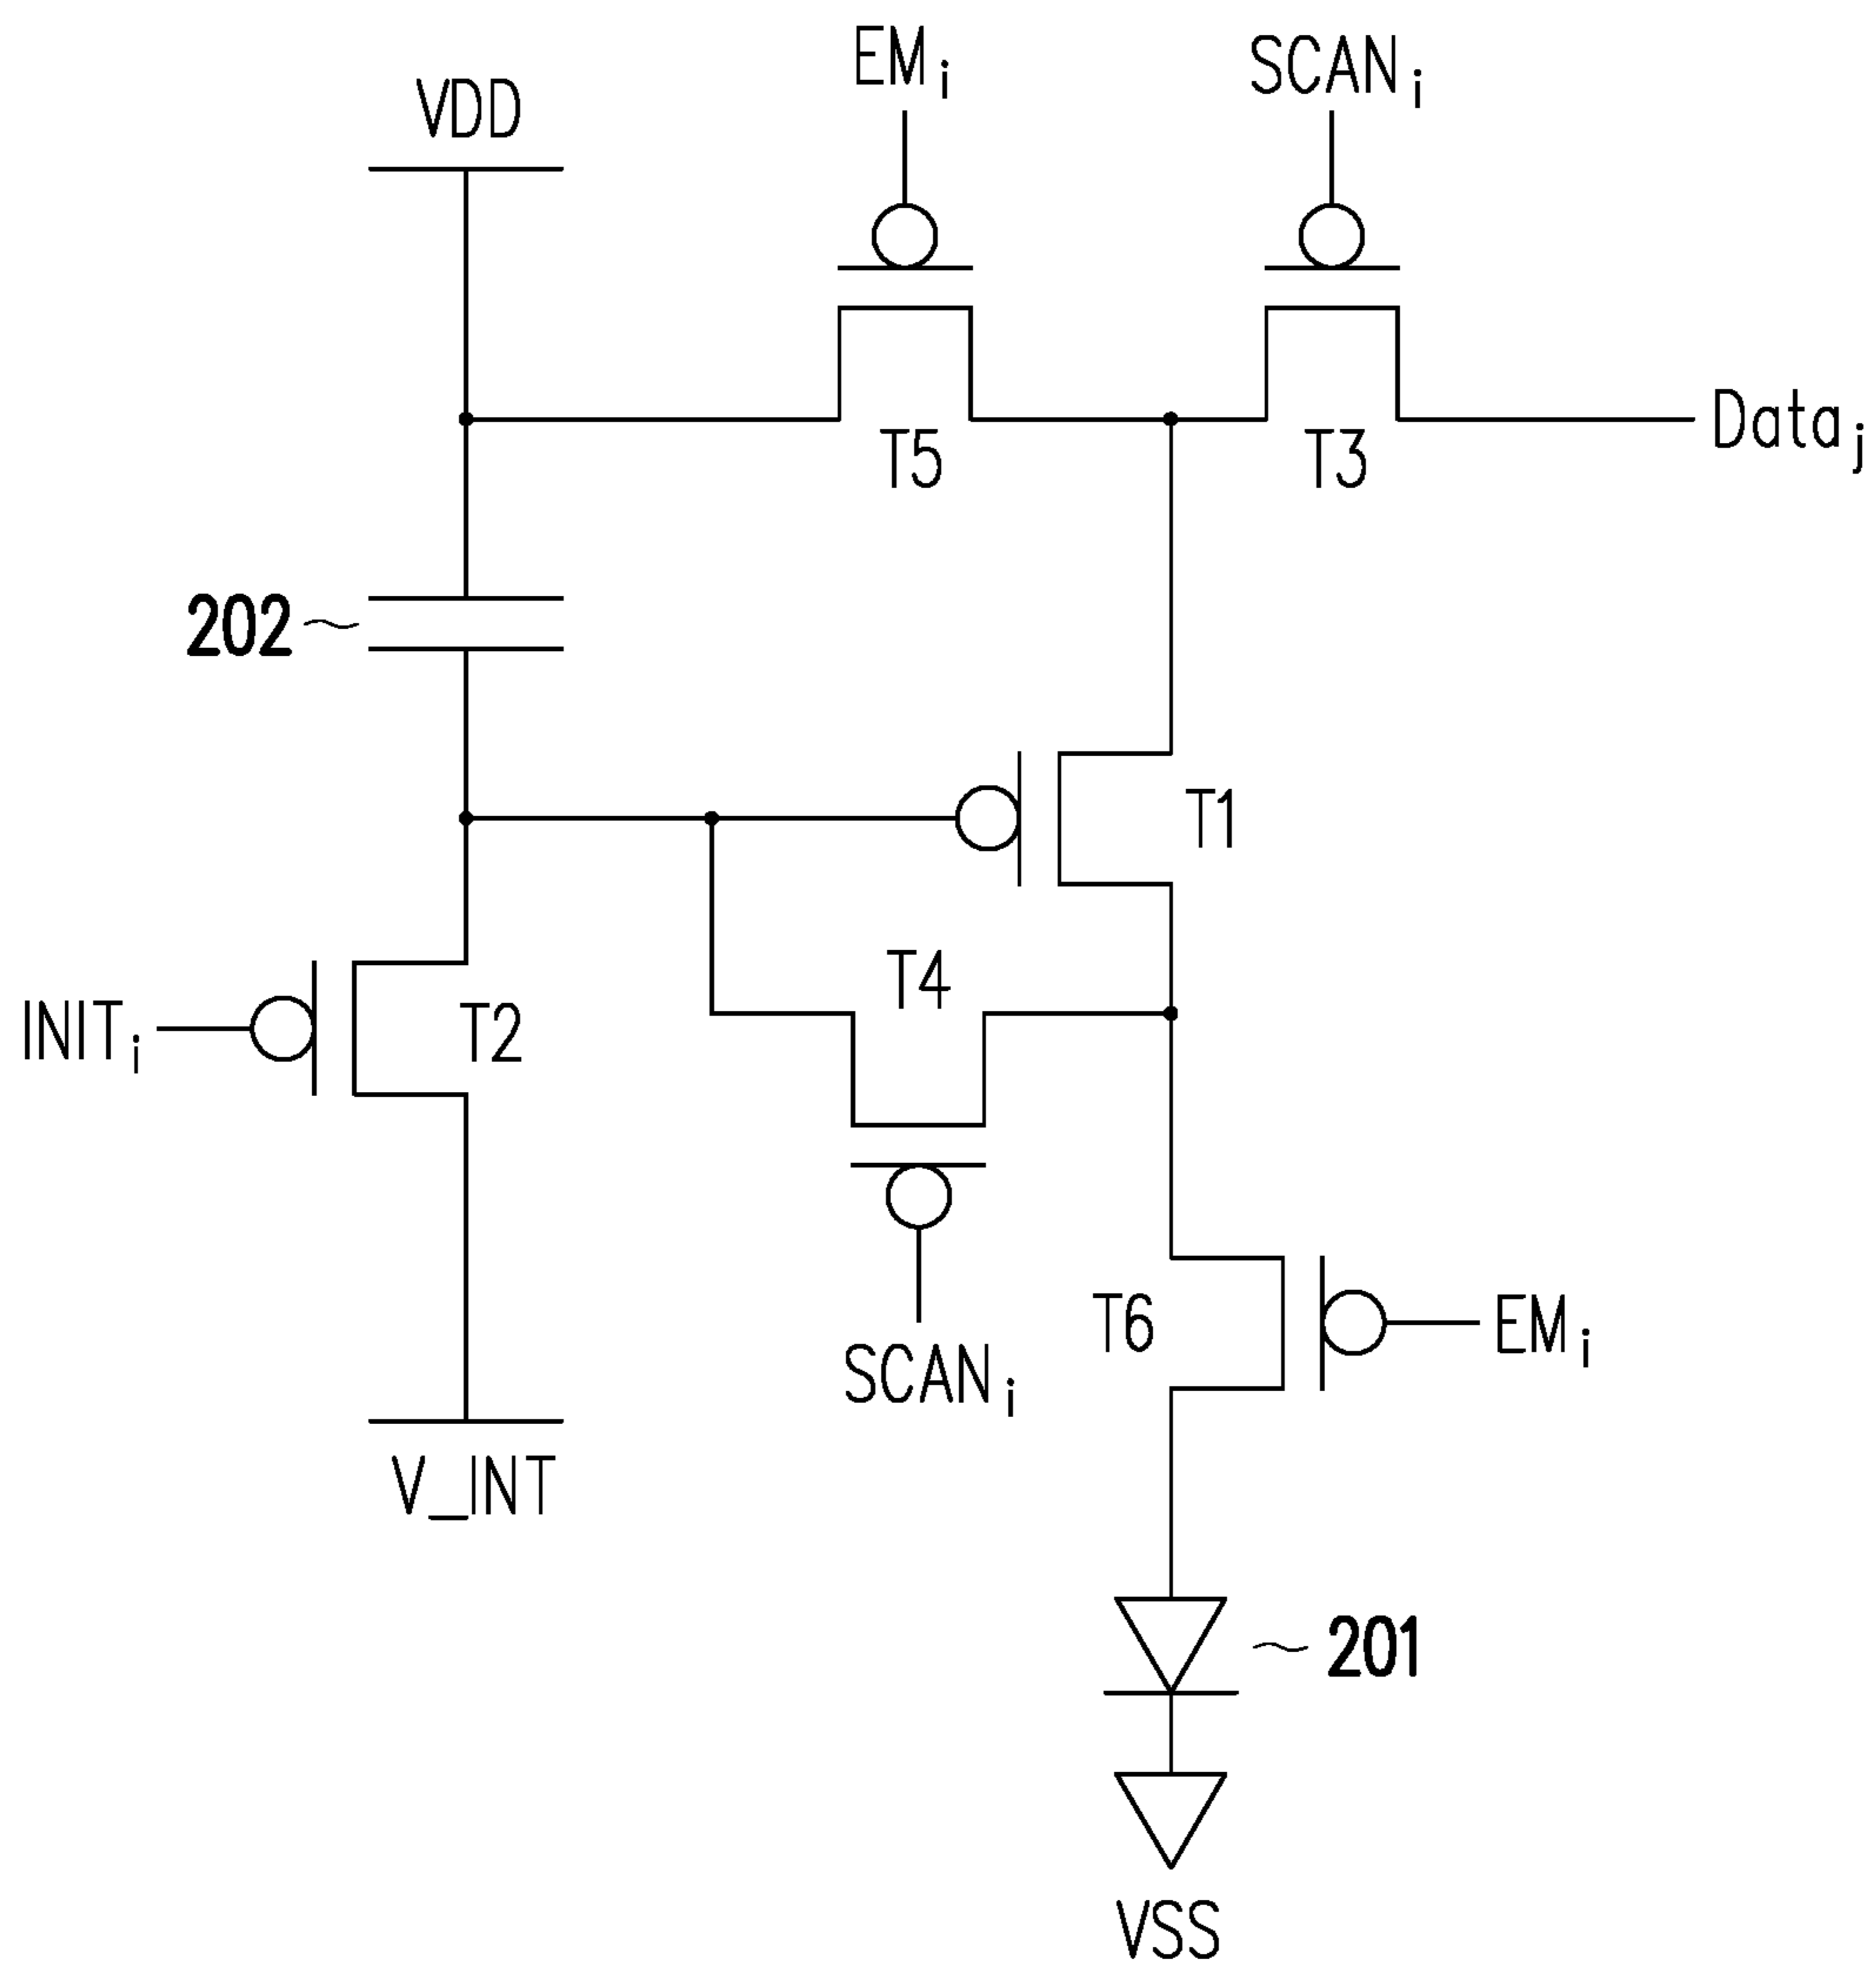 EMi
SCANi
VDD
Dataj
T5
T3
202
T1
T4
INITi
T2
T6
EMi
SCANi
V_INT
201
VSS